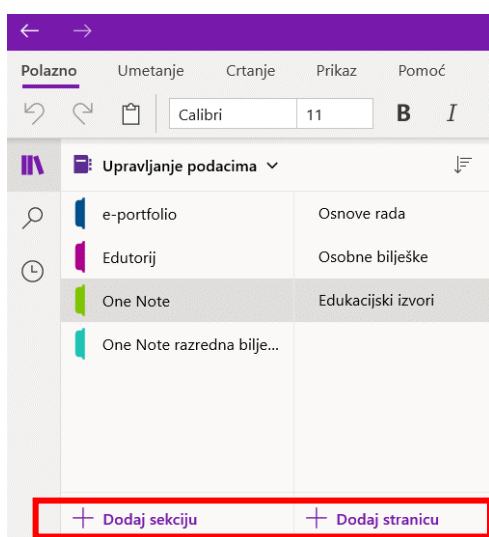 Polazno Umetanje Crtanje Prikaz Pomoć
Calibri 11 B I
Upravljanje podacima
e-portfolio Osnove rada
Edutorij Osobne bilješke
One Note Edukacijski izvori
One Note razredna bilje...
Dodaj sekciju Dodaj stranicu